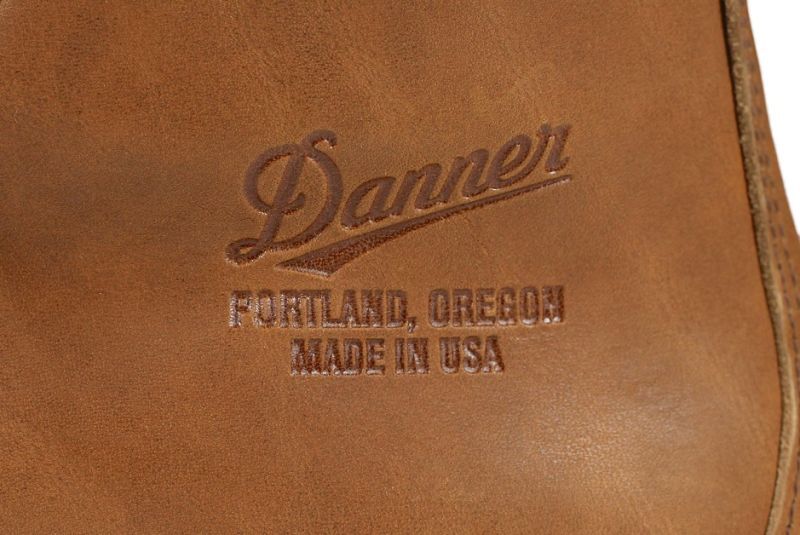 Danner
PORTLAND, OREGON
MADE IN USA